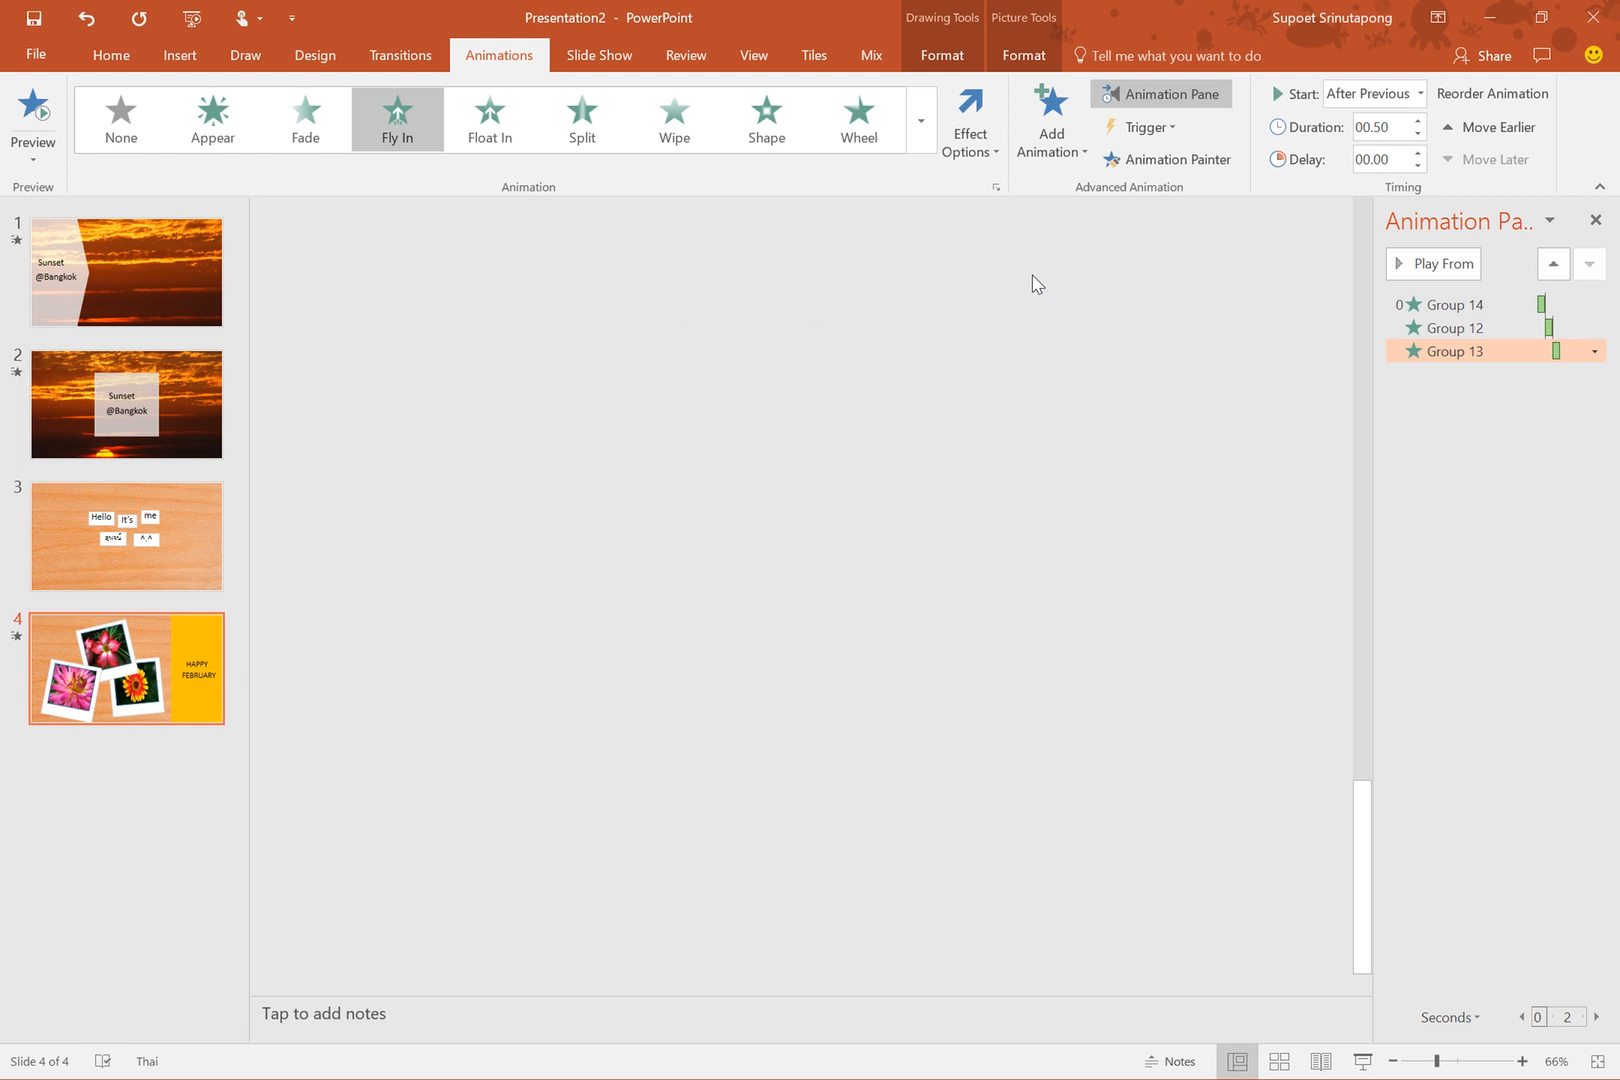 Presentation2 - PowerPoint
Drawing Tools
Picture Tools
Supoet Srinutapong
File
Home
Insert
Draw
Design
Transitions
Animations
Slide Show
Review
View
Tiles
Mix
Format
Format
Tell me what you want to do
Share
Preview
Preview
None
Appear
Fade
Fly In
Float In
Split
Wipe
Shape
Wheel
Animation
Effect
Options
Add
Animation
Animation Pane
Trigger
Animation Painter
Advanced Animation
Start: After Previous
Duration: 00.50
Delay: 00.00
Reorder Animation
Move Earlier
Move Later
Timing
1
Sunset
@Bangkok
2
Sunset
@Bangkok
3
Hello It's me
^_^
4
HAPPY
FEBRUARY
Animation Pa..
Play From
0 Group 14
Group 12
Group 13
Seconds
0 2
Tap to add notes
Slide 4 of 4
Thai
Notes
66%